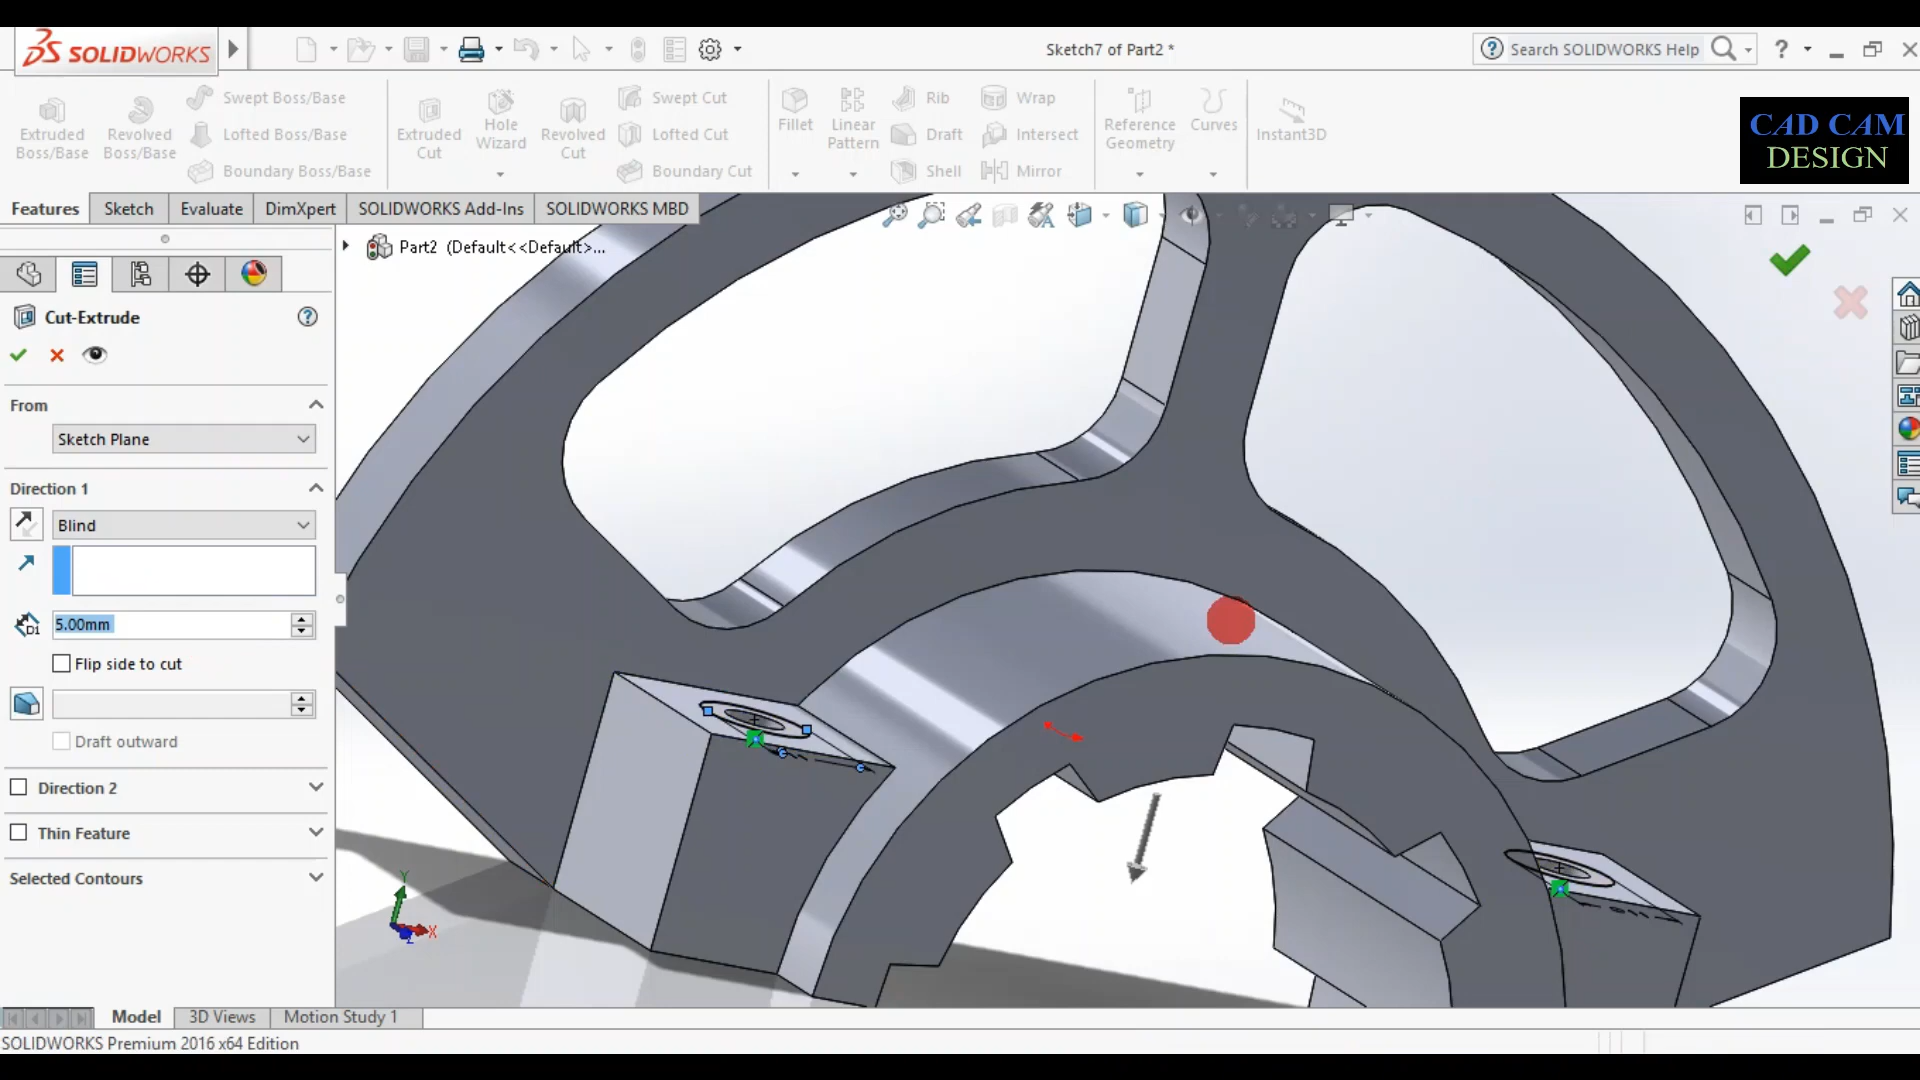 SOLIDWORKS
Sketch7 of Part2 *
Search SOLIDWORKS Help
?
Extruded Boss/Base
Revolved Boss/Base
Swept Boss/Base
Lofted Boss/Base
Boundary Boss/Base
Extruded Cut
Hole Wizard
Revolved Cut
Swept Cut
Lofted Cut
Boundary Cut
Fillet
Linear Pattern
Rib
Draft
Shell
Wrap
Intersect
Mirror
Reference Geometry
Curves
Instant3D
CAD CAM
DESIGN
Features
Sketch
Evaluate
DimXpert
SOLIDWORKS Add-Ins
SOLIDWORKS MBD
Part2 (Default<<Default>...
Cut-Extrude
From
Sketch Plane
Direction 1
Blind
D1
5.00mm
Flip side to cut
Draft outward
Direction 2
Thin Feature
Selected Contours
Y
X
Z
Model
3D Views
Motion Study 1
SOLIDWORKS Premium 2016 x64 Edition